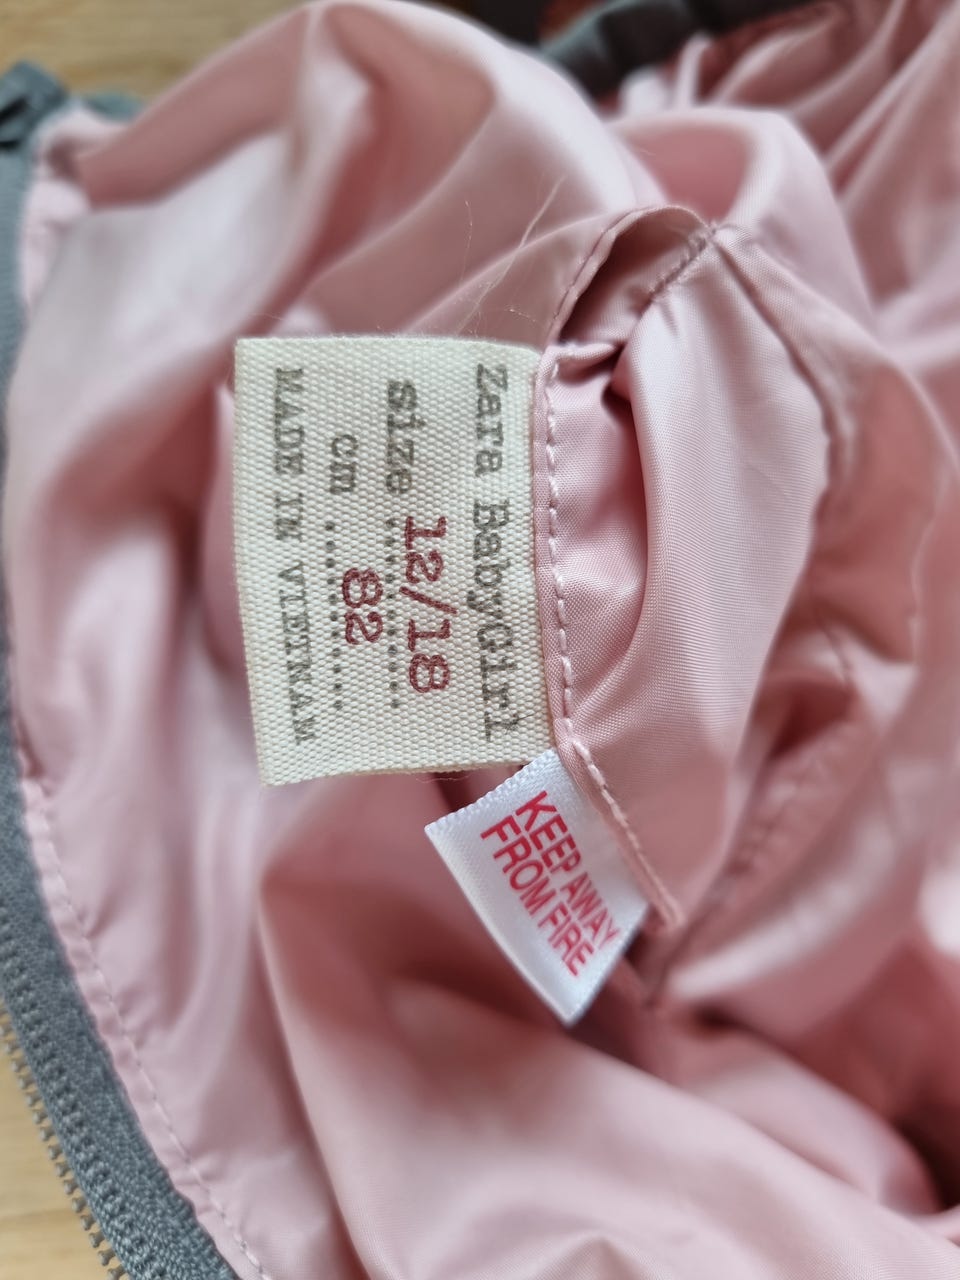 Zara Babygirl
size 12/18
cm 82
MADE IN VIETNAM
KEEP AWAY
FROM FIRE